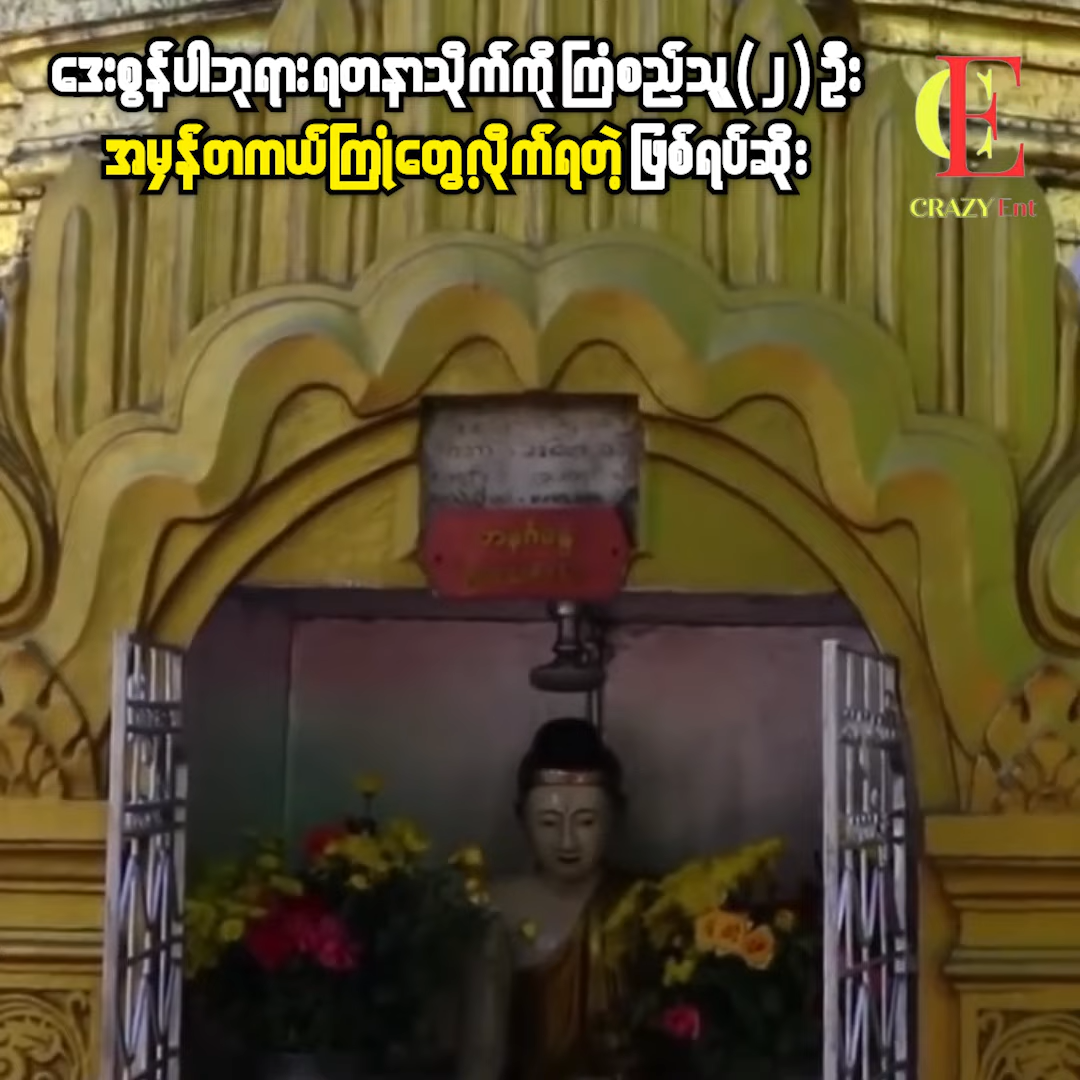 ဒေးစွန်ပါဘုရား ရတနာသိုက်ကို ကြံစည်သူ (၂) ဦး
အမှန်တကယ်ကြုံတွေ့လိုက်ရတဲ့ ဖြစ်ရပ်ဆိုး
CE
CRAZY Ent